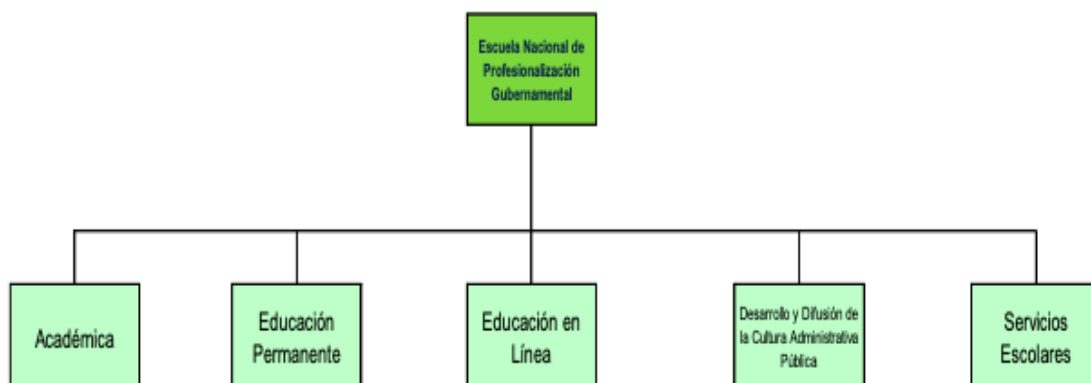 Escuela Nacional de
Profesionalización
Gubernamental
Académica
Educación
Permanente
Educación en
Línea
Desarrollo y Difusión de
la Cultura Administrativa
Pública
Servicios
Escolares